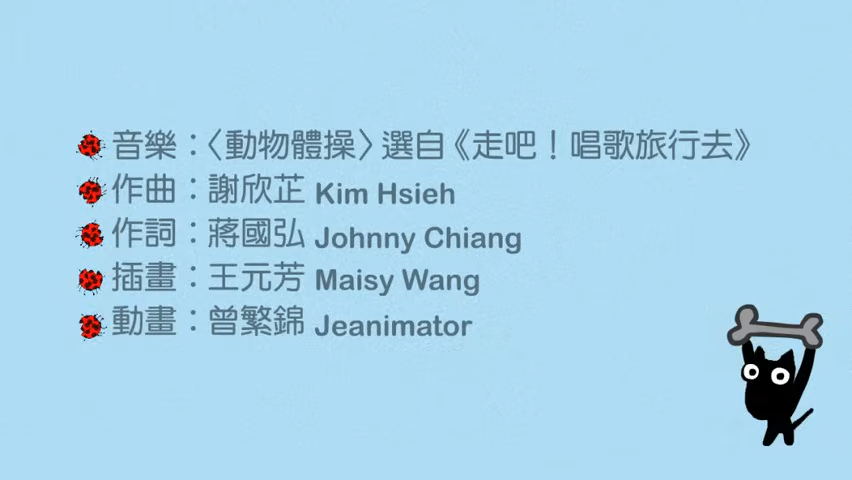 音樂：〈動物體操〉選自《走吧！唱歌旅行去》
作曲：謝欣芷 Kim Hsieh
作詞：蔣國弘 Johnny Chiang
插畫：王元芳 Maisy Wang
動畫：曾繁錦 Jeanimator